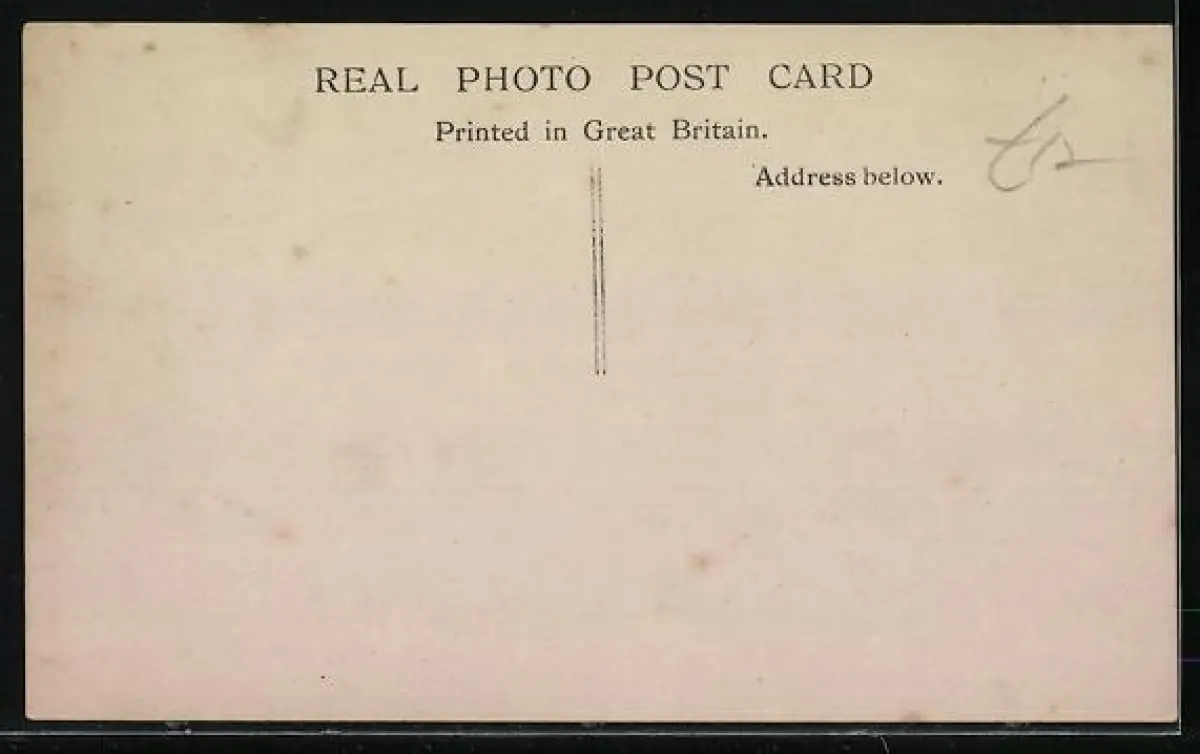 REAL PHOTO POST CARD
Printed in Great Britain.
Address below.